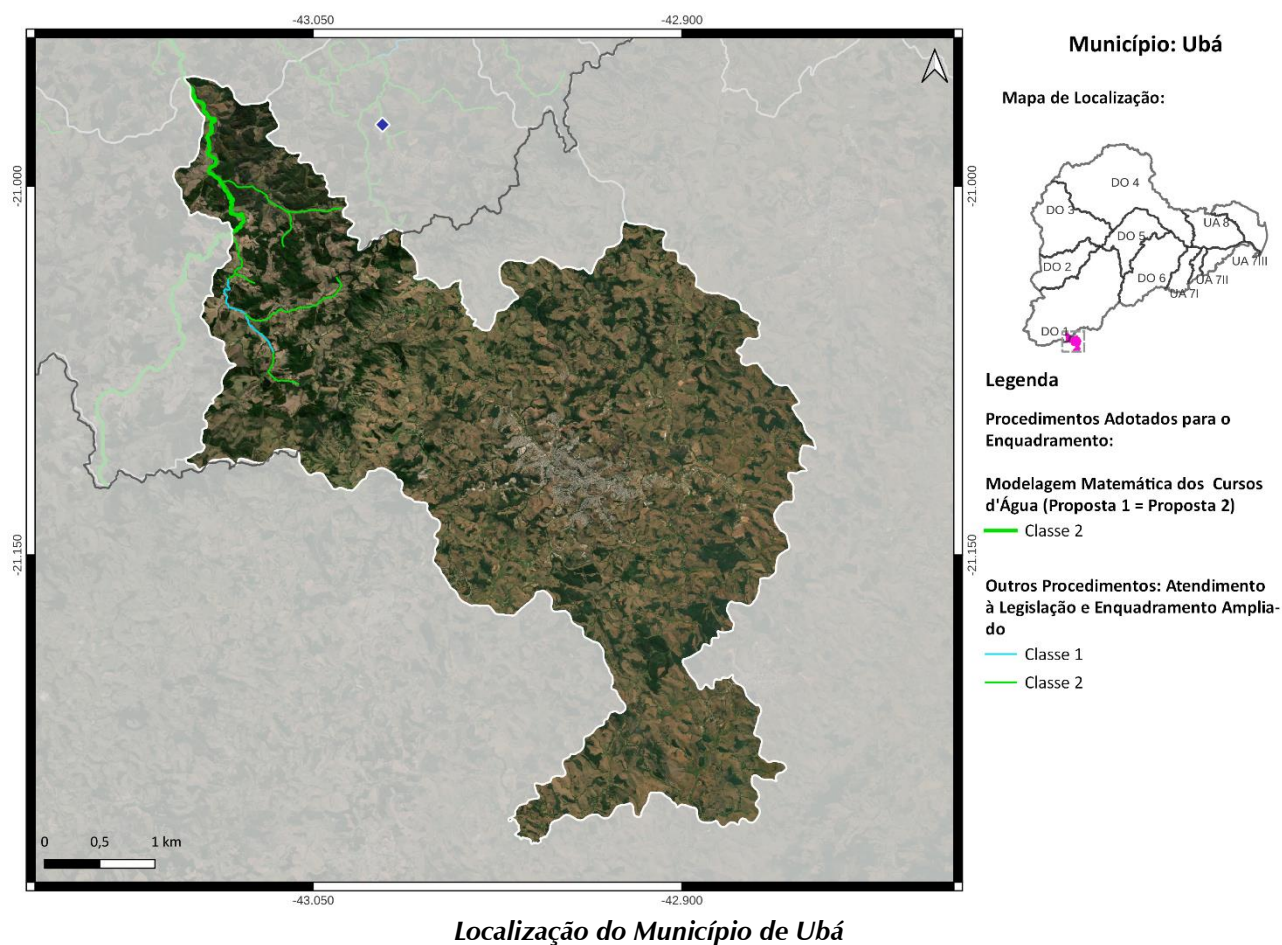 -43.050
-42.900
-21.000
-21.000
-21.150
-21.150
0 0,5 1 km
-43.050
-42.900
Município: Ubá
Mapa de Localização:
DO 4
DO 3
UA 8
DO 5
UA 7III
DO 2
DO 6
UA 7II
UA 7I
DO 1
Legenda
Procedimentos Adotados para o
Enquadramento:
Modelagem Matemática dos Cursos
d'Água (Proposta 1 = Proposta 2)
Classe 2
Outros Procedimentos: Atendimento
à Legislação e Enquadramento Amplia-
do
Classe 1
Classe 2
Localização do Município de Ubá